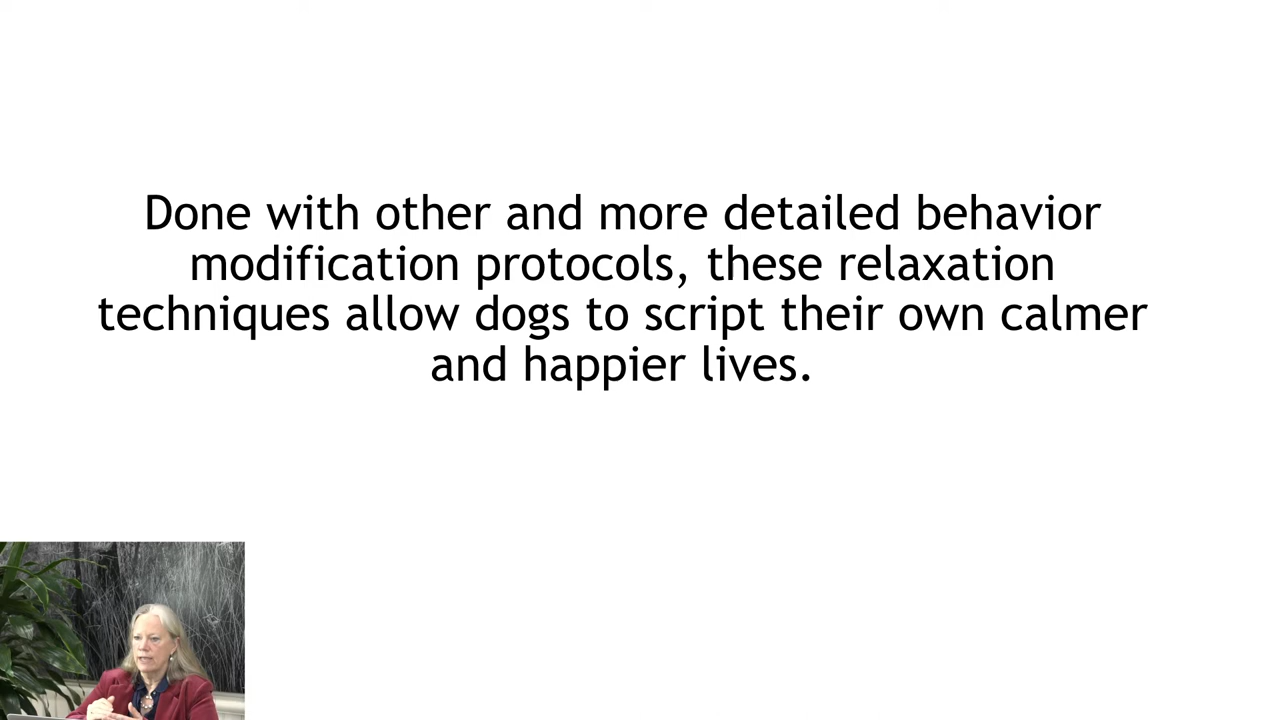 Done with other and more detailed behavior
modification protocols, these relaxation
techniques allow dogs to script their own calmer
and happier lives.